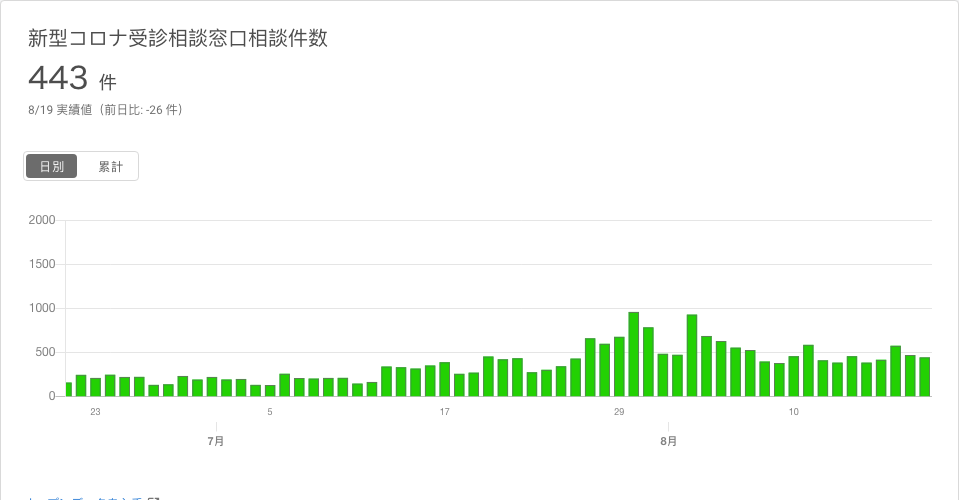 新型コロナ受診相談窓口相談件数
443 件
8/19 実績値（前日比: -26 件）
日別 累計
2000
1500
1000
500
0
23 5 17 29 10
7月 8月